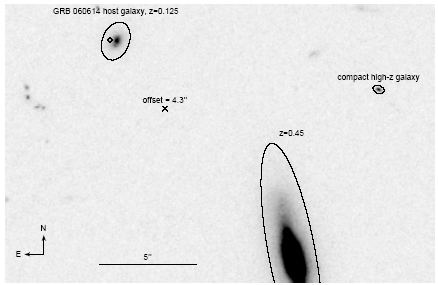 GRB 060614 host galaxy, z=0.125
compact high-z galaxy
offset = 4.3"
z=0.45
N
E
5"